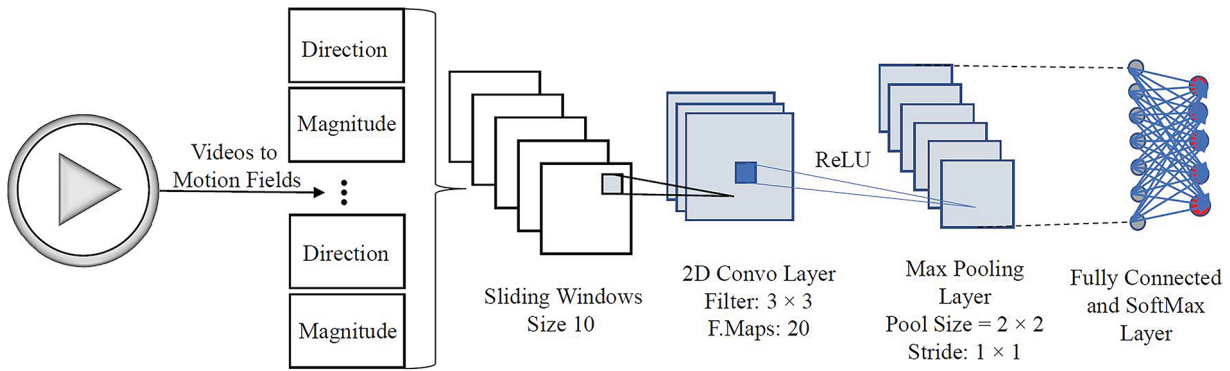 Direction
Magnitude
Videos to
Motion Fields
Direction
Magnitude
Sliding Windows
Size 10
2D Convo Layer
Filter: 3 × 3
F.Maps: 20
ReLU
Max Pooling
Layer
Pool Size = 2 × 2
Stride: 1 × 1
Fully Connected
and SoftMax
Layer